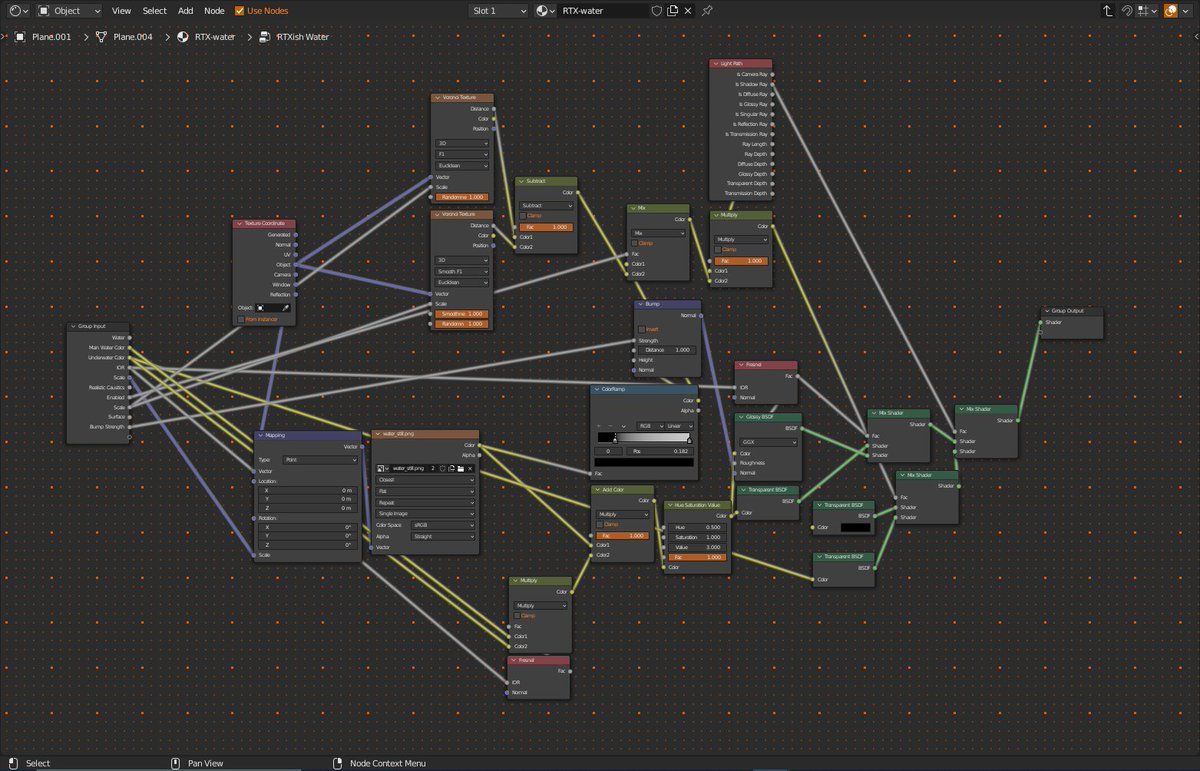 Object View Select Add Node Use Nodes Slot 1 RTX-water
Plane.001 > Plane.004 > RTX-water > RTXish Water
Light Path
Is Camera Ray
Is Shadow Ray
Is Diffuse Ray
Is Glossy Ray
Is Singular Ray
Is Reflection Ray
Is Transmission Ray
Ray Length
Ray Depth
Diffuse Depth
Glossy Depth
Transparent Depth
Transmission Depth
Voronoi Texture
Distance
Color
Position
3D
F1
Euclidean
Vector
Scale
Randomne 1.000
Voronoi Texture
Distance
Color
Position
3D
Smooth F1
Euclidean
Vector
Scale
Smoothne 1.000
Randomn 1.000
Subtract
Color
Subtract
Clamp
Fac 1.000
Color1
Color2
Mix
Color
Mix
Clamp
Fac
Color1
Color2
Multiply
Color
Multiply
Clamp
Fac 1.000
Color1
Color2
Texture Coordinate
Generated
Normal
UV
Object
Camera
Window
Reflection
Object:
From Instancer
Group Input
Water
Main Water Color
Underwater Color
IOR
Scale
Realistic Caustics
Enabled
Scale
Surface
Bump Strength
Bump
Normal
Invert
Strength
Distance 1.000
Height
Normal
Group Output
Shader
Fresnel
Fac
IOR
Normal
ColorRamp
Color
Alpha
RGB Linear
0 Pos 0.182
Fac
Glossy BSDF
BSDF
GGX
Color
Roughness
Normal
Mix Shader
Shader
Fac
Shader
Shader
Mix Shader
Shader
Fac
Shader
Shader
Mix Shader
Shader
Fac
Shader
Shader
Mapping
Vector
Type: Point
Vector
Location:
X 0 m
Y 0 m
Z 0 m
Rotation:
X 0°
Y 0°
Z 0°
Scale
water_still.png
Color
Alpha
water_still.png 2
Closest
Flat
Repeat
Single Image
Color Space sRGB
Alpha Straight
Vector
Add Color
Color
Multiply
Clamp
Fac 1.000
Color1
Color2
Hue Saturation Value
Color
Hue 0.500
Saturation 1.000
Value 3.000
Fac 1.000
Color
Transparent BSDF
BSDF
Color
Transparent BSDF
BSDF
Color
Transparent BSDF
BSDF
Color
Multiply
Color
Multiply
Clamp
Fac
Color1
Color2
Fresnel
Fac
IOR
Normal
Select Pan View Node Context Menu